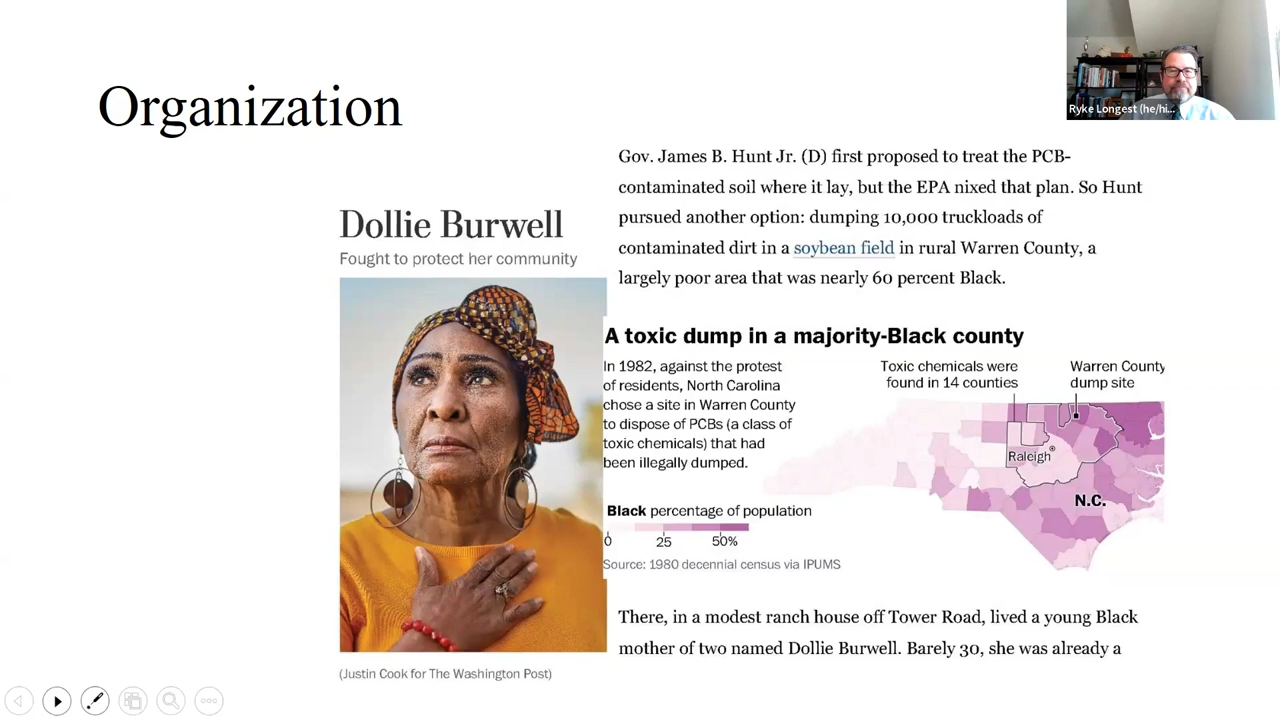 Organization
Ryke Longest (he/hi...
Gov. James B. Hunt Jr. (D) first proposed to treat the PCB-
contaminated soil where it lay, but the EPA nixed that plan. So Hunt
pursued another option: dumping 10,000 truckloads of
contaminated dirt in a soybean field in rural Warren County, a
largely poor area that was nearly 60 percent Black.
Dollie Burwell
Fought to protect her community
(Justin Cook for The Washington Post)
A toxic dump in a majority-Black county
In 1982, against the protest
of residents, North Carolina
chose a site in Warren County
to dispose of PCBs (a class of
toxic chemicals) that had
been illegally dumped.
Toxic chemicals were
found in 14 counties
Warren County
dump site
Raleigh
N.C.
Black percentage of population
0 25 50%
Source: 1980 decennial census via IPUMS
There, in a modest ranch house off Tower Road, lived a young Black
mother of two named Dollie Burwell. Barely 30, she was already a